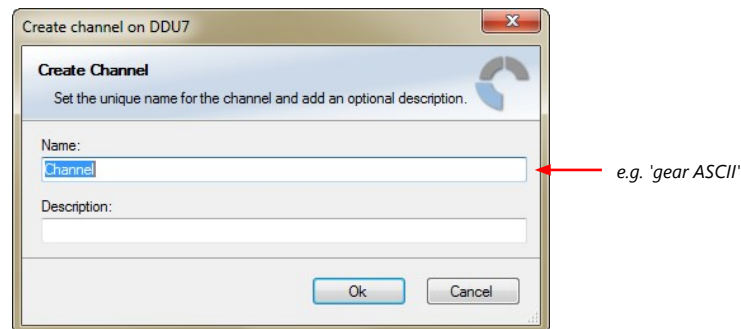 Create channel on DDU7
Create Channel
Set the unique name for the channel and add an optional description.
Name:
Channel
e.g. 'gear ASCII'
Description:
Ok
Cancel